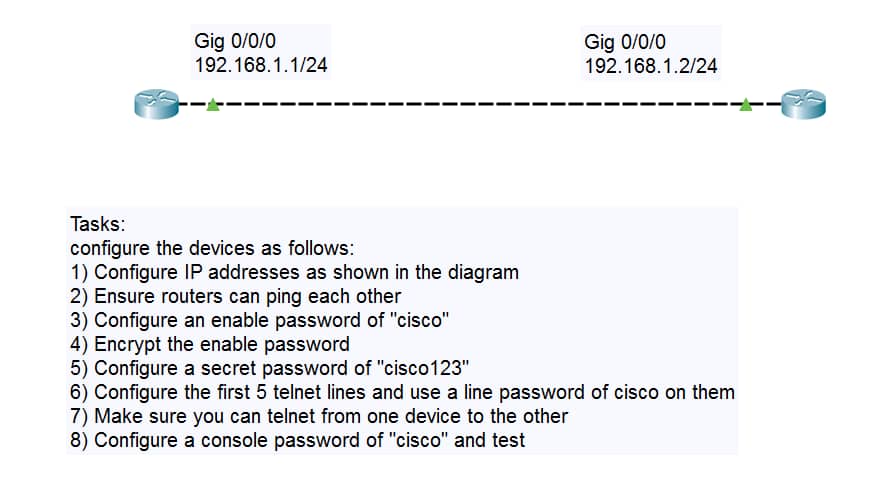 Gig 0/0/0
192.168.1.1/24
Gig 0/0/0
192.168.1.2/24
Tasks:
configure the devices as follows:
1) Configure IP addresses as shown in the diagram
2) Ensure routers can ping each other
3) Configure an enable password of "cisco"
4) Encrypt the enable password
5) Configure a secret password of "cisco123"
6) Configure the first 5 telnet lines and use a line password of cisco on them
7) Make sure you can telnet from one device to the other
8) Configure a console password of "cisco" and test